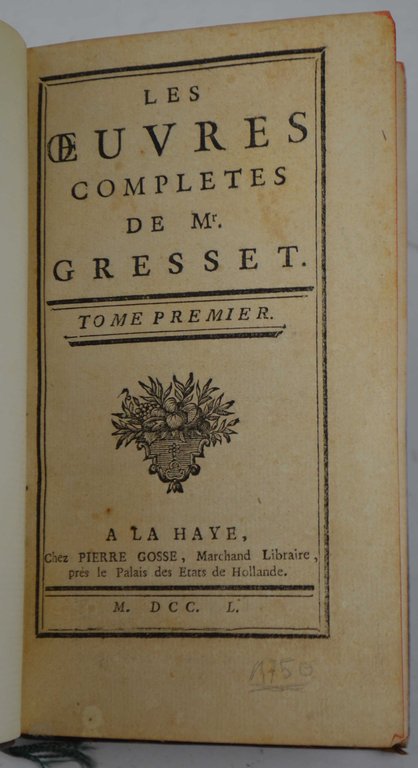 LES
ŒUVRES
COMPLETES
DE Mr.
GRESSET.
TOME PREMIER.
A LA HAYE,
Chez PIERRE GOSSE, Marchand Libraire,
près le Palais des Etats de Hollande.
M. DCC. L.